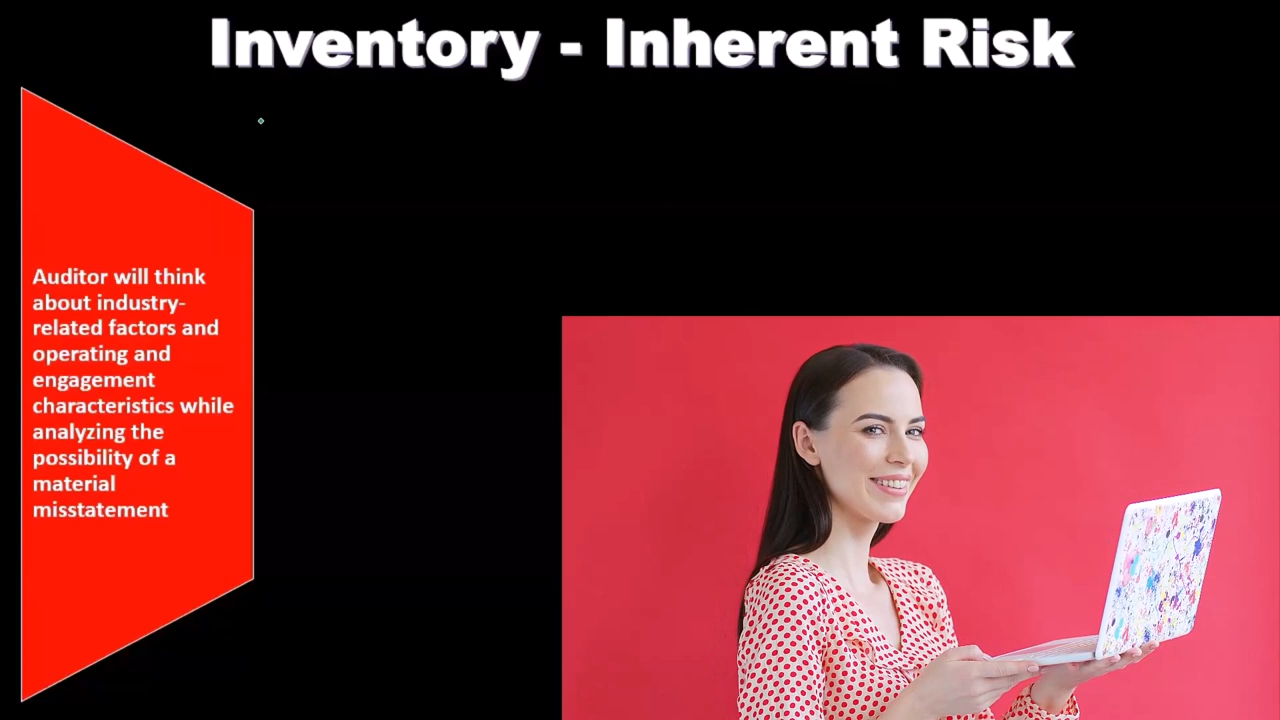 Inventory - Inherent Risk
Auditor will think
about industry-
related factors and
operating and
engagement
characteristics while
analyzing the
possibility of a
material
misstatement